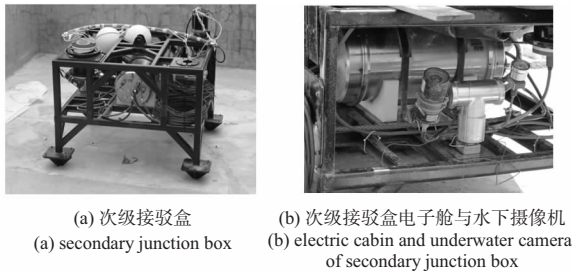 (a) 次级接驳盒
(a) secondary junction box
(b) 次级接驳盒电子舱与水下摄像机
(b) electric cabin and underwater camera
of secondary junction box